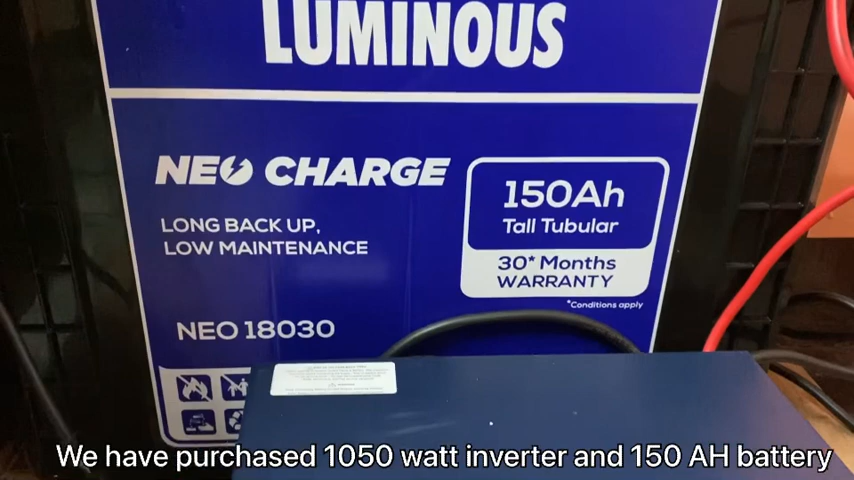 LUMINOUS
NEO CHARGE
LONG BACK UP,
LOW MAINTENANCE
150Ah
Tall Tubular
30* Months
WARRANTY
*Conditions apply
NEO 18030
We have purchased 1050 watt inverter and 150 AH battery